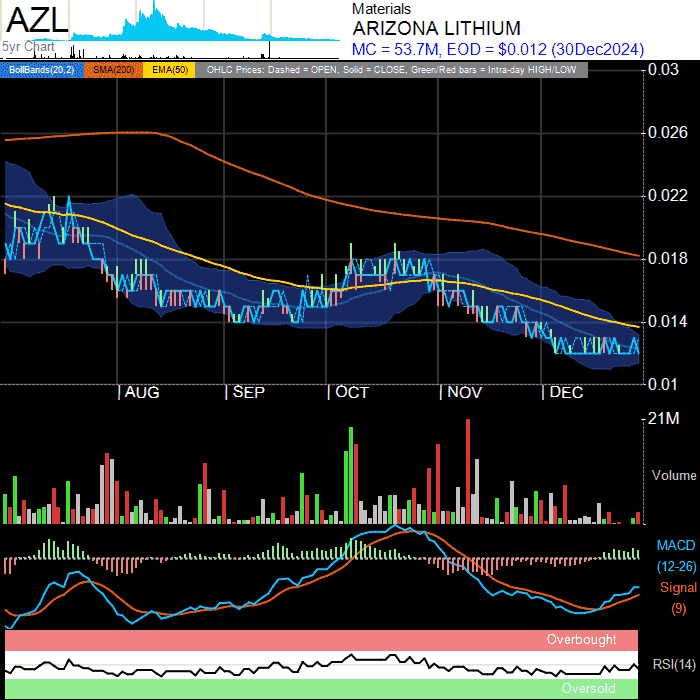 AZL
5yr Chart
Materials
ARIZONA LITHIUM
MC = 53.7M, EOD = $0.012 (30Dec2024)
BollBands(20,2) SMA(200) EMA(50) OHLC Prices: Dashed = OPEN, Solid = CLOSE, Green/Red bars = Intra-day HIGH/LOW
0.03
0.026
0.022
0.018
0.014
0.01
AUG SEP OCT NOV DEC
21M
Volume
MACD
(12-26)
Signal
(9)
Overbought
RSI(14)
Oversold